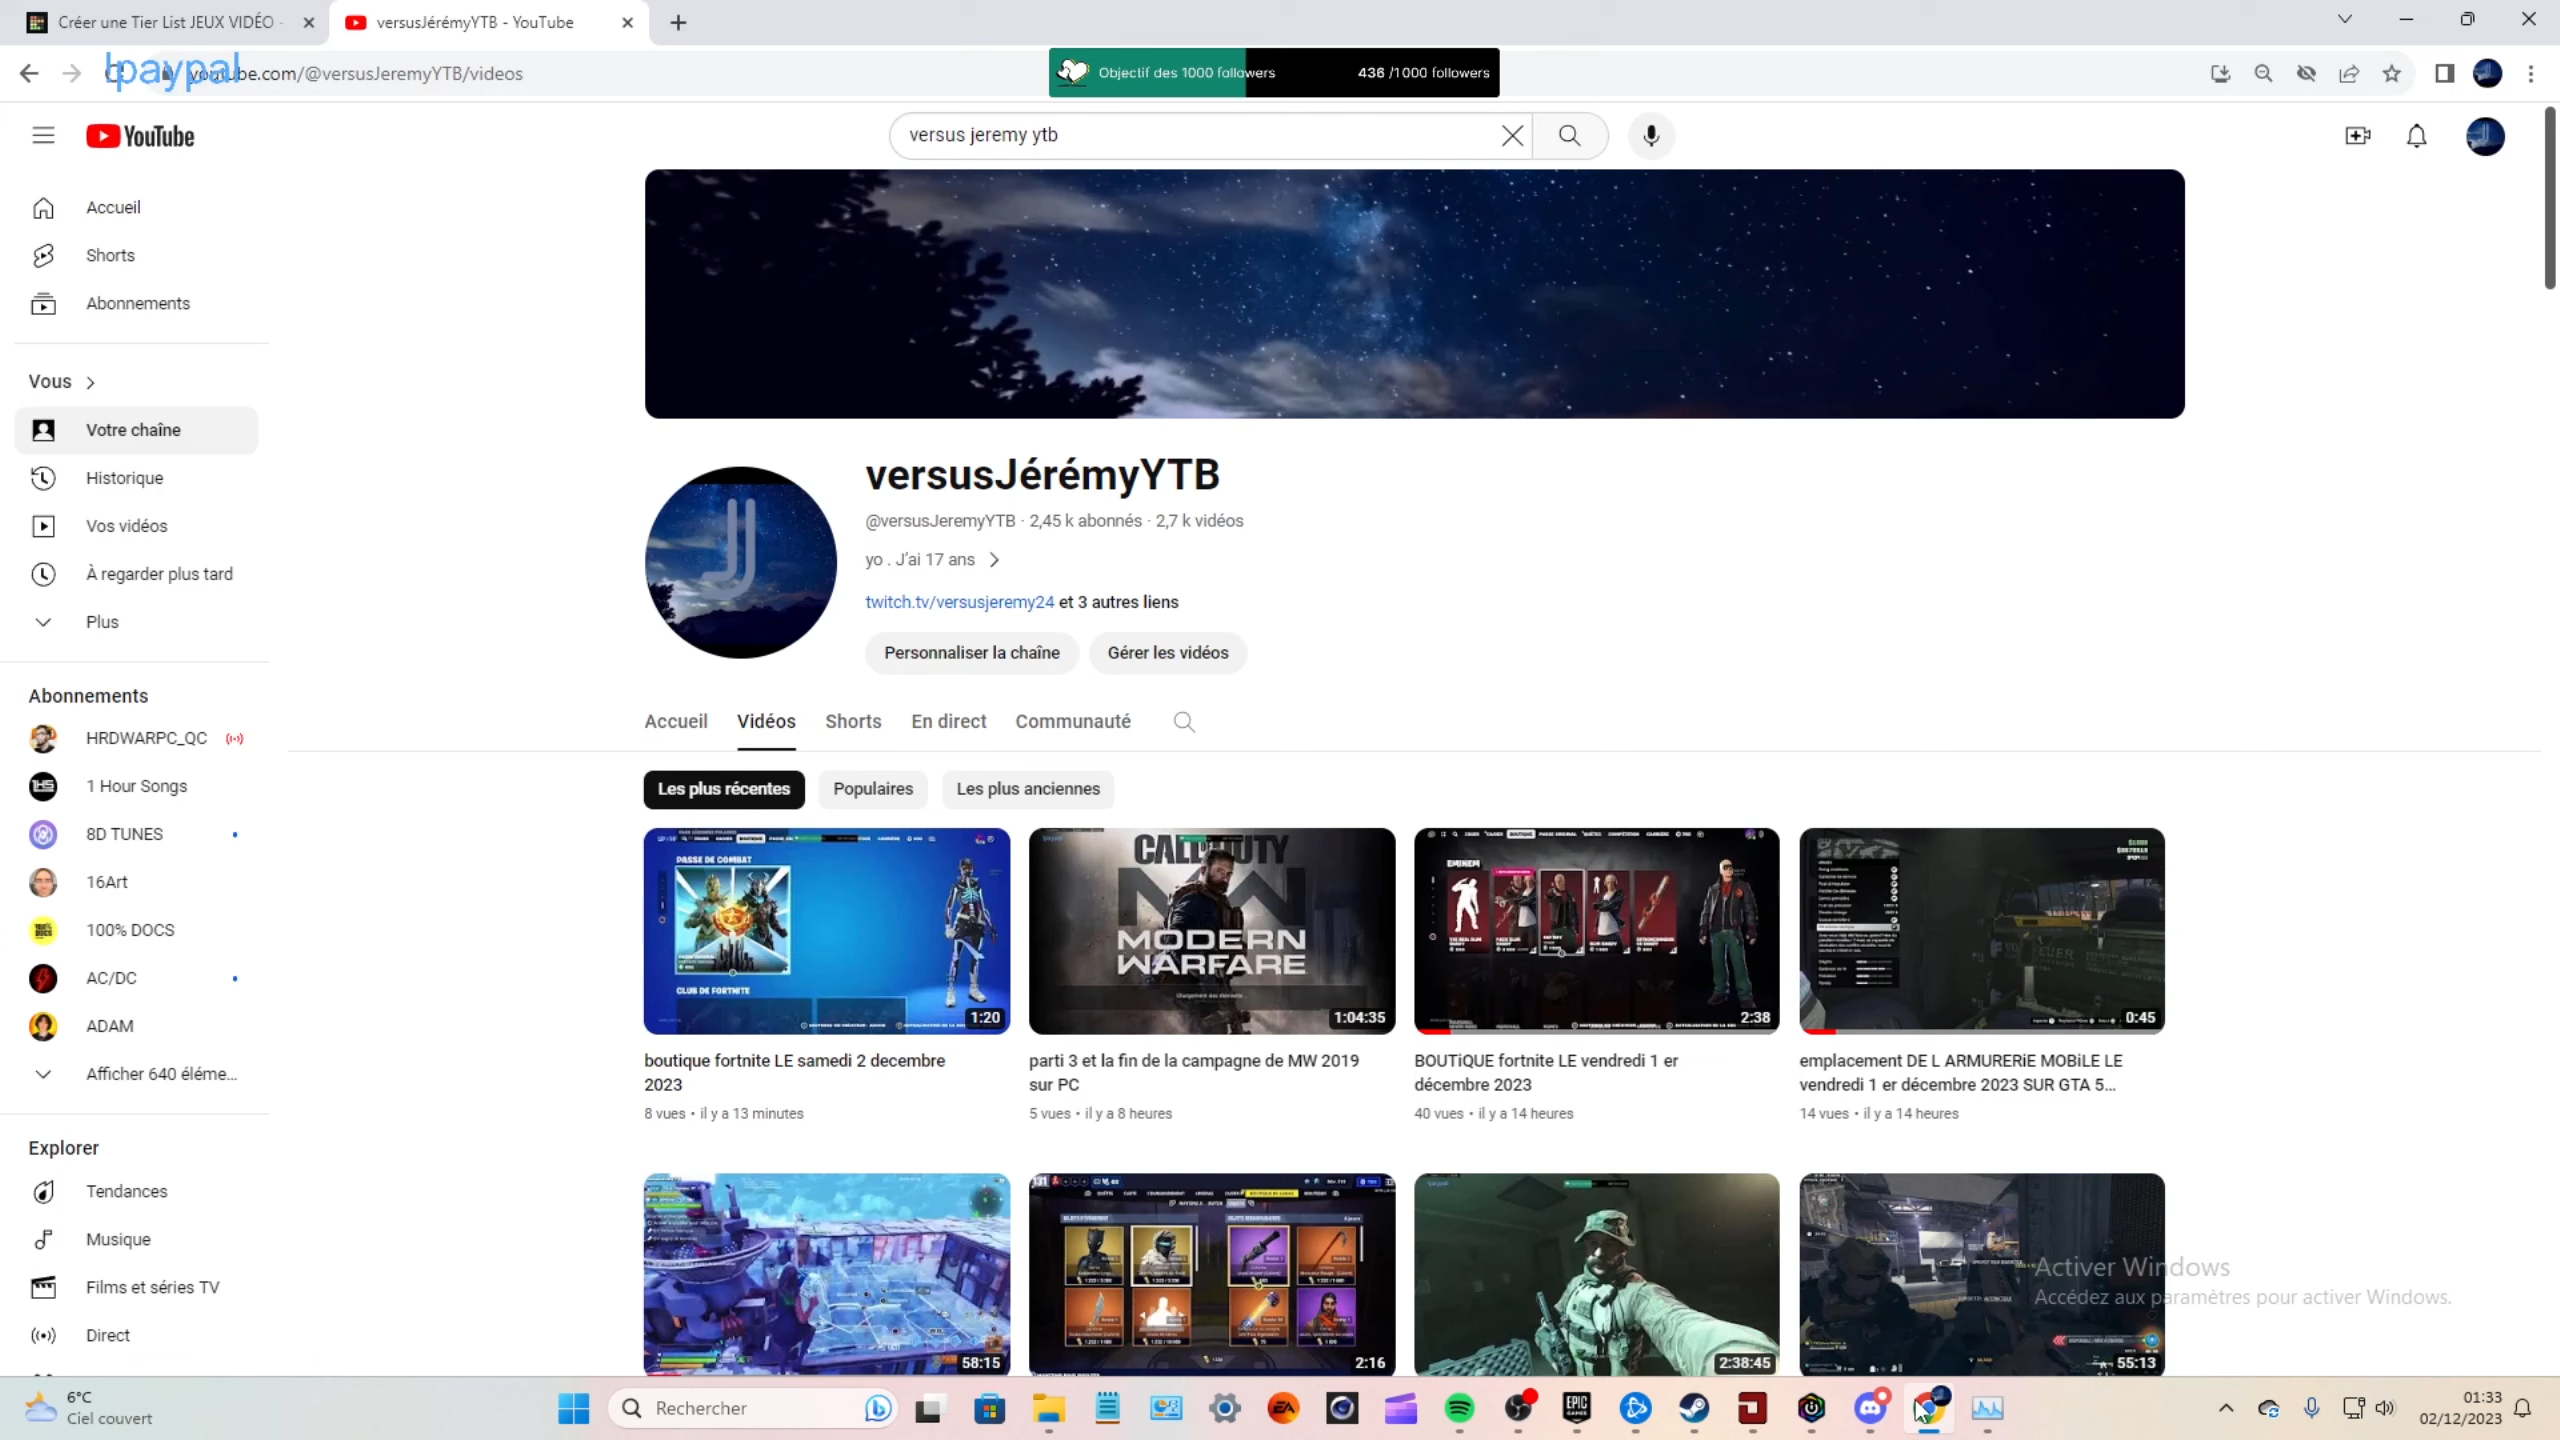 Créer une Tier List JEUX VIDÉO -
versusJérémyYTB - YouTube
paypal
youtube.com/@versusJeremyYTB/videos
Objectif des 1000 followers
436 /1000 followers
YouTube
versus jeremy ytb
Accueil
Shorts
Abonnements
Vous
Votre chaîne
Historique
Vos vidéos
À regarder plus tard
Plus
Abonnements
HRDWARPC_QC
1 Hour Songs
8D TUNES
16Art
100% DOCS
AC/DC
ADAM
Afficher 640 éléme...
Explorer
Tendances
Musique
Films et séries TV
Direct
versusJérémyYTB
@versusJeremyYTB · 2,45 k abonnés · 2,7 k vidéos
yo . J'ai 17 ans
twitch.tv/versusjeremy24 et 3 autres liens
Personnaliser la chaîne
Gérer les vidéos
Accueil
Vidéos
Shorts
En direct
Communauté
Les plus récentes
Populaires
Les plus anciennes
PASSE DE COMBAT
CLUB DE FORTNITE
1:20
MODERN
WARFARE
1:04:35
EMINEM
2:38
0:45
boutique fortnite LE samedi 2 decembre
2023
8 vues • il y a 13 minutes
parti 3 et la fin de la campagne de MW 2019
sur PC
5 vues • il y a 8 heures
BOUTiQUE fortnite LE vendredi 1 er
décembre 2023
40 vues • il y a 14 heures
emplacement DE L ARMURERiE MOBiLE LE
vendredi 1 er décembre 2023 SUR GTA 5...
14 vues • il y a 14 heures
58:15
2:16
2:38:45
55:13
Activer Windows
Accédez aux paramètres pour activer Windows.
6°C
Ciel couvert
Rechercher
01:33
02/12/2023